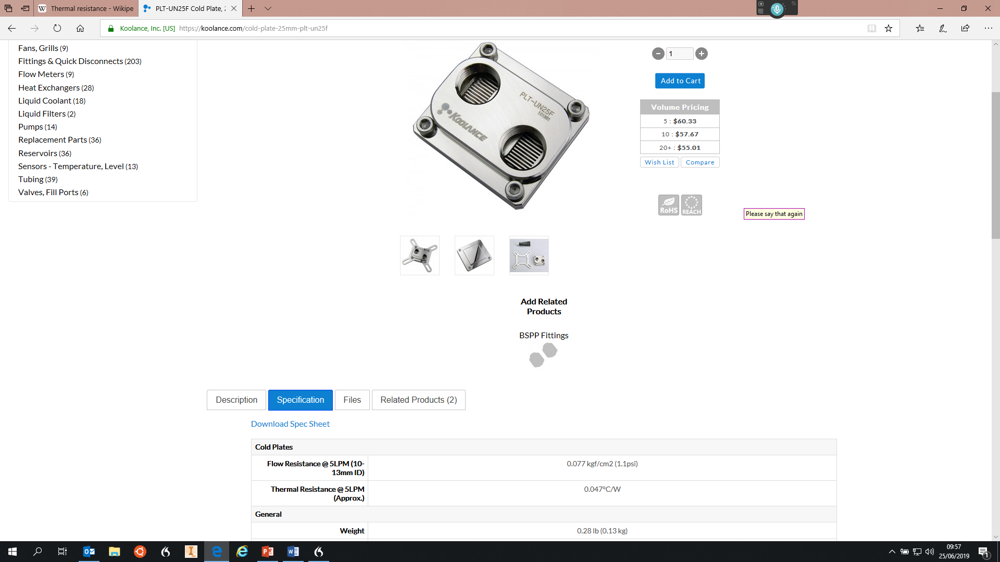 Thermal resistance - Wikipe
PLT-UN25F Cold Plate, 2
Koolance, Inc. [US] https://koolance.com/cold-plate-25mm-plt-un25f
Fans, Grills (9)
Fittings & Quick Disconnects (203)
Flow Meters (9)
Heat Exchangers (28)
Liquid Coolant (18)
Liquid Filters (2)
Pumps (14)
Replacement Parts (36)
Reservoirs (36)
Sensors - Temperature, Level (13)
Tubing (39)
Valves, Fill Ports (6)
PLT-UN25F
101381
KOOLANCE
1
Add to Cart
Volume Pricing
5 : $60.33
10 : $57.67
20+ : $55.01
Wish List Compare
RoHS REACH
Please say that again
Add Related
Products
BSPP Fittings
Description Specification Files Related Products (2)
Download Spec Sheet
Cold Plates
Flow Resistance @ 5LPM (10-
13mm ID)
0.077 kgf/cm2 (1.1psi)
Thermal Resistance @ 5LPM
(Approx.)
0.047°C/W
General
Weight
0.28 lb (0.13 kg)
09:57
25/06/2019
1